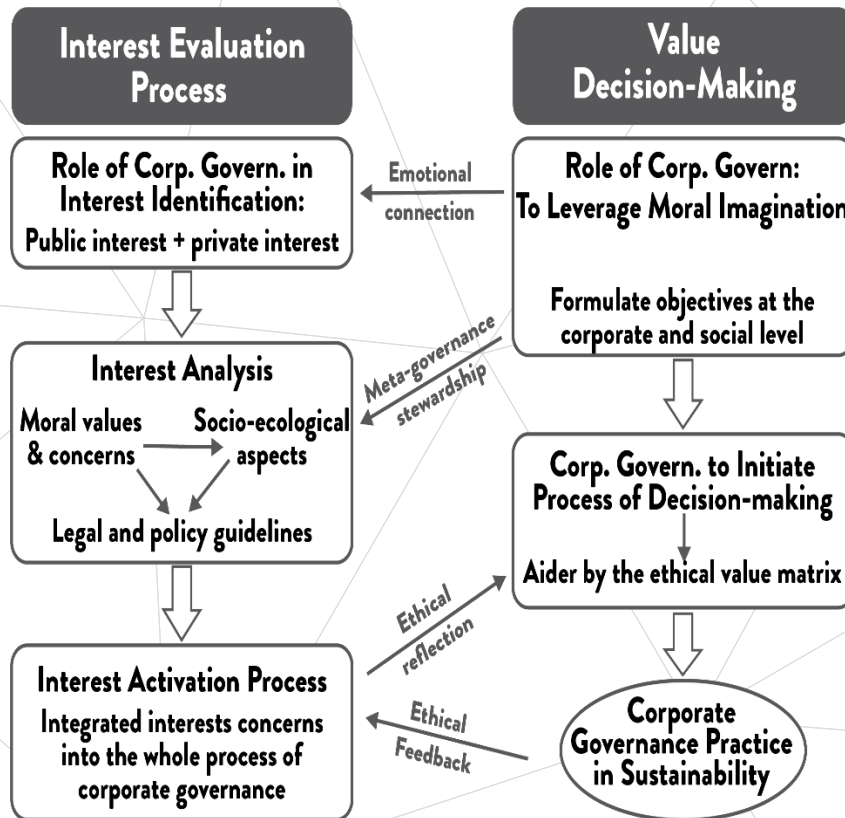 Interest Evaluation
Process
Value
Decision-Making
Role of Corp. Govern. in
Interest Identification:
Public interest + private interest
Emotional
connection
Role of Corp. Govern:
To Leverage Moral Imagination
Formulate objectives at the
corporate and social level
Meta-governance
stewardship
Interest Analysis
Moral values
& concerns
Socio-ecological
aspects
Legal and policy guidelines
Corp. Govern. to Initiate
Process of Decision-making
Aider by the ethical value matrix
Ethical
reflection
Interest Activation Process
Integrated interests concerns
into the whole process of
corporate governance
Ethical
Feedback
Corporate
Governance Practice
in Sustainability